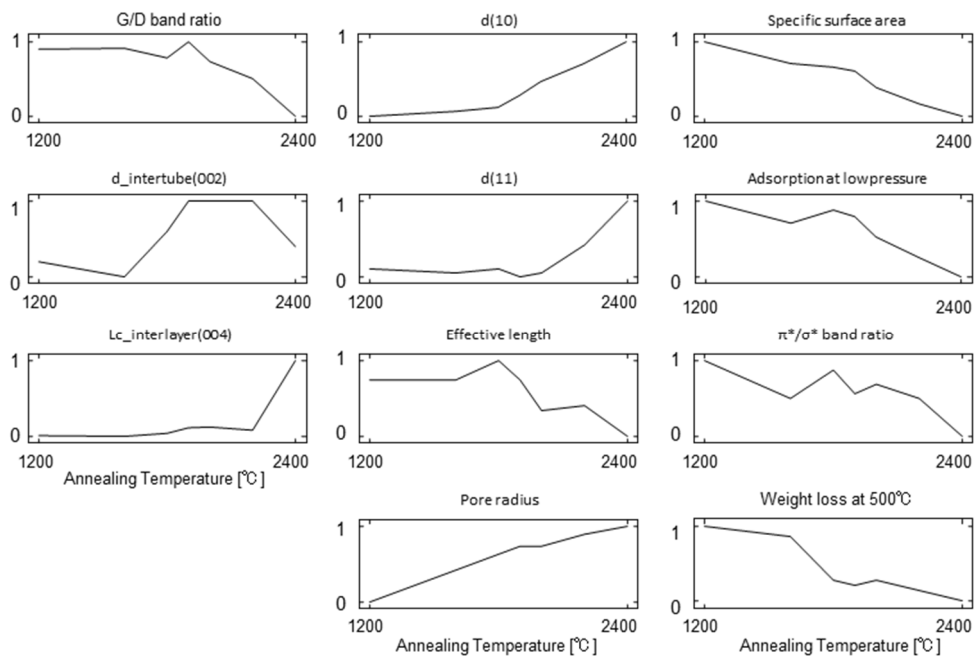 G/D band ratio
1
0
1200 2400
d(10)
1
0
1200 2400
Specific surface area
1
0
1200 2400
d_intertube(002)
1
0
1200 2400
d(11)
1
0
1200 2400
Adsorption at lowpressure
1
0
1200 2400
Lc_interlayer(004)
1
0
1200 2400
Annealing Temperature [℃]
Effective length
1
0
1200 2400
π*/σ* band ratio
1
0
1200 2400
Pore radius
1
0
1200 2400
Annealing Temperature [℃]
Weight loss at 500℃
1
0
1200 2400
Annealing Temperature [℃]